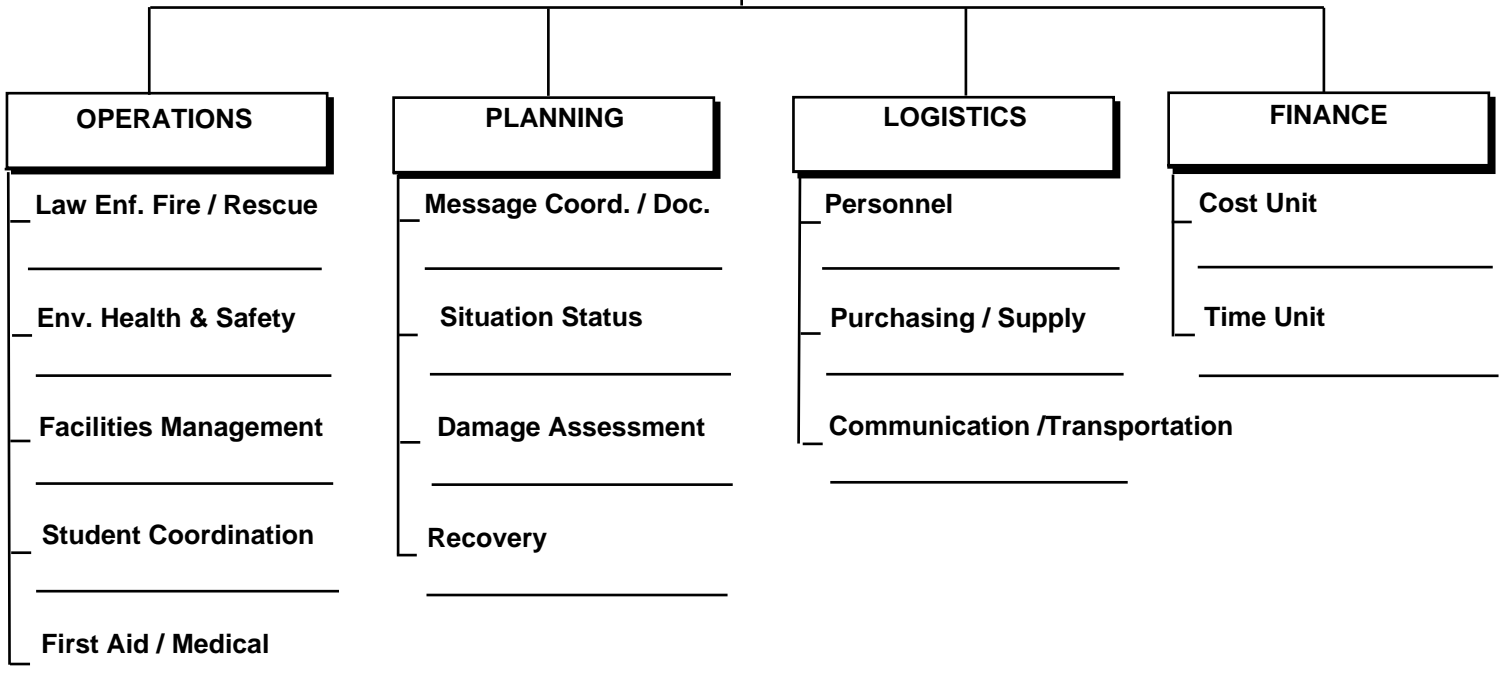 OPERATIONS
Law Enf. Fire / Rescue
Env. Health & Safety
Facilities Management
Student Coordination
First Aid / Medical
PLANNING
Message Coord. / Doc.
Situation Status
Damage Assessment
Recovery
LOGISTICS
Personnel
Purchasing / Supply
Communication /Transportation
FINANCE
Cost Unit
Time Unit